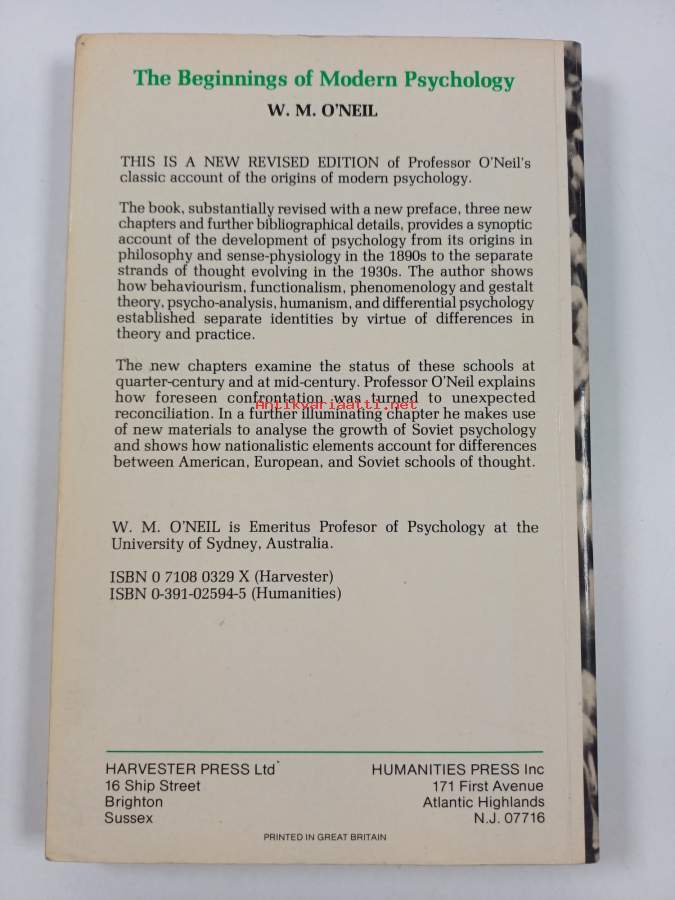 The Beginnings of Modern Psychology
W. M. O'NEIL
THIS IS A NEW REVISED EDITION of Professor O'Neil's
classic account of the origins of modern psychology.
The book, substantially revised with a new preface, three new
chapters and further bibliographical details, provides a synoptic
account of the development of psychology from its origins in
philosophy and sense-physiology in the 1890s to the separate
strands of thought evolving in the 1930s. The author shows
how behaviourism, functionalism, phenomenology and gestalt
theory, psycho-analysis, humanism, and differential psychology
established separate identities by virtue of differences in
theory and practice.
The new chapters examine the status of these schools at
quarter-century and at mid-century. Professor O'Neil explains
how foreseen confrontation was turned to unexpected
Antikvariaatti.net
reconciliation. In a further illuminating chapter he makes use
of new materials to analyse the growth of Soviet psychology
and shows how nationalistic elements account for differences
between American, European, and Soviet schools of thought.
W. M. O'NEIL is Emeritus Profesor of Psychology at the
University of Sydney, Australia.
ISBN 0 7108 0329 X (Harvester)
ISBN 0-391-02594-5 (Humanities)
HARVESTER PRESS Ltd
16 Ship Street
Brighton
Sussex
HUMANITIES PRESS Inc
171 First Avenue
Atlantic Highlands
N.J. 07716
PRINTED IN GREAT BRITAIN